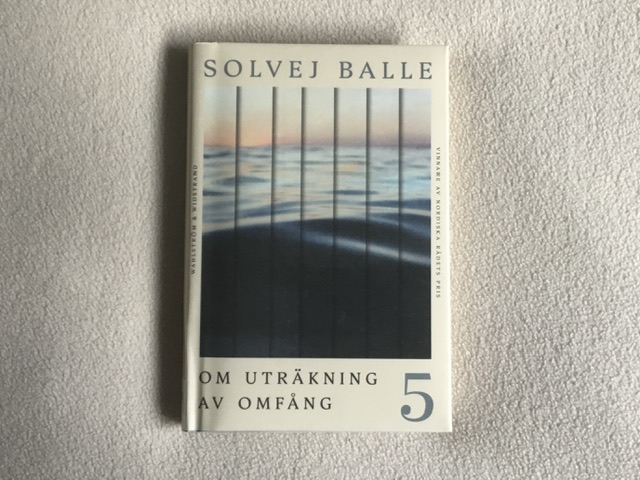 SOLVEJ BALLE
WAHLSTRÖM & WIDSTRAND
VINNARE AV NORDISKA RÅDETS PRIS
OM UTRÄKNING
AV OMFÅNG
5